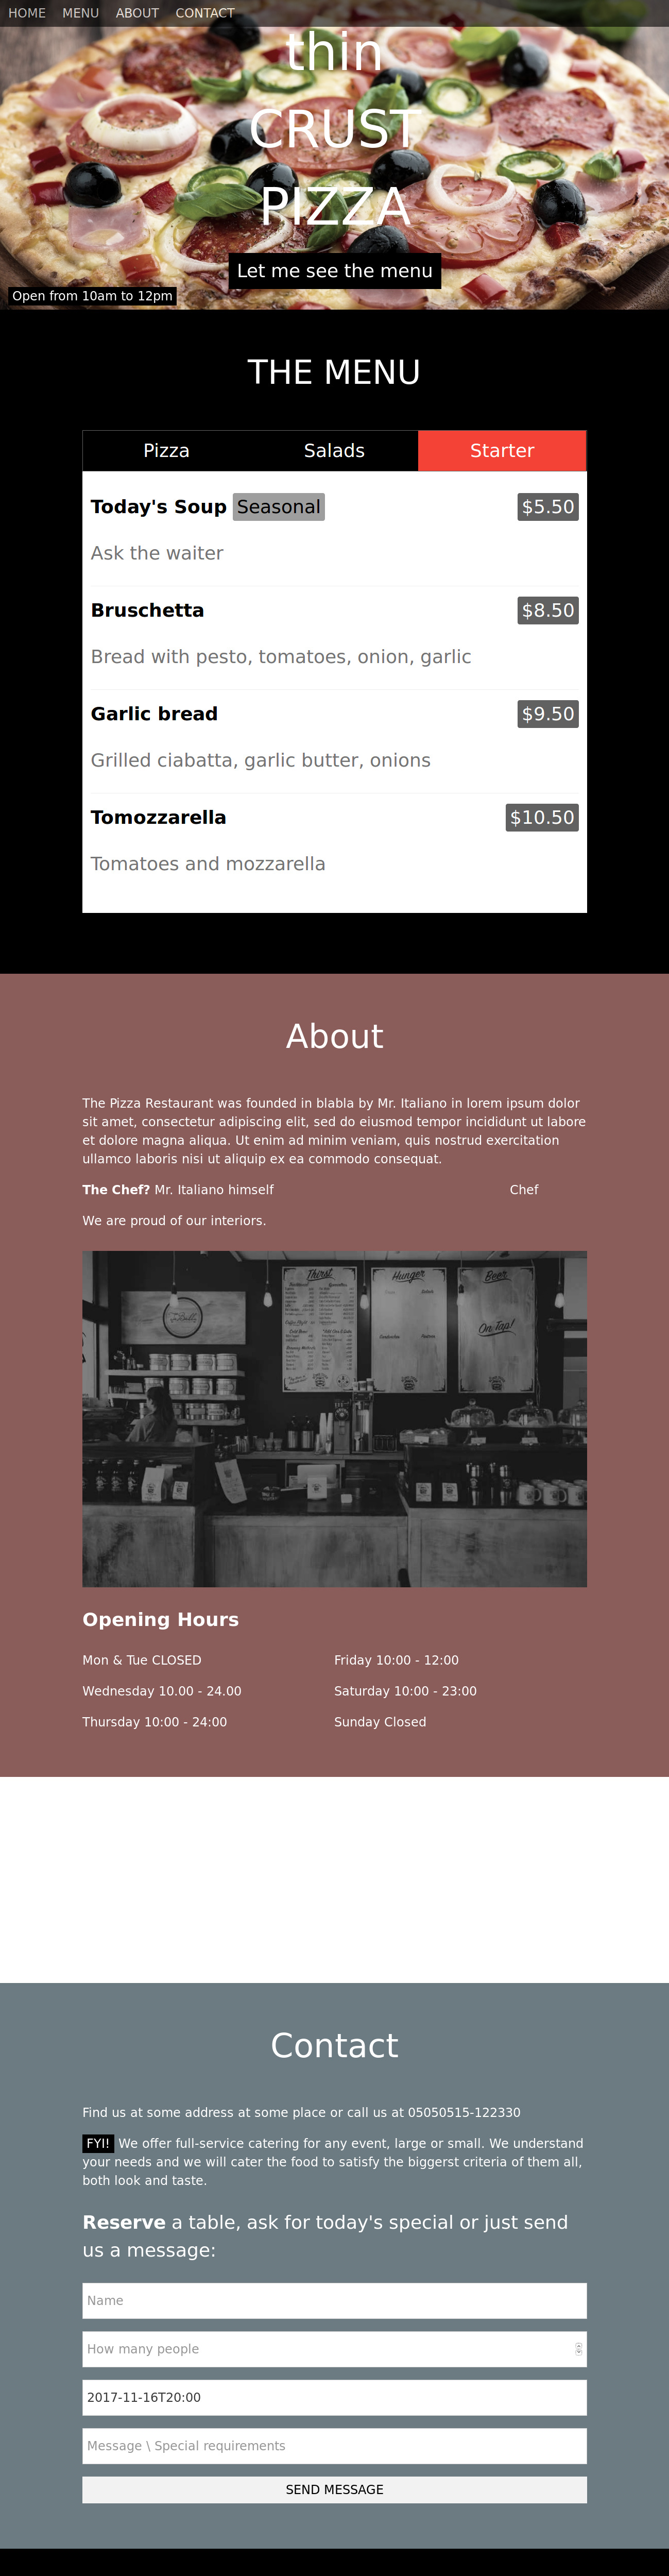 HOME MENU ABOUT CONTACT
thin
CRUST
PIZZA
Let me see the menu
Open from 10am to 12pm
THE MENU
Pizza Salads Starter
Today's Soup Seasonal $5.50
Ask the waiter
Bruschetta $8.50
Bread with pesto, tomatoes, onion, garlic
Garlic bread $9.50
Grilled ciabatta, garlic butter, onions
Tomozzarella $10.50
Tomatoes and mozzarella
About
The Pizza Restaurant was founded in blabla by Mr. Italiano in lorem ipsum dolor
sit amet, consectetur adipiscing elit, sed do eiusmod tempor incididunt ut labore
et dolore magna aliqua. Ut enim ad minim veniam, quis nostrud exercitation
ullamco laboris nisi ut aliquip ex ea commodo consequat.
The Chef? Mr. Italiano himself Chef
We are proud of our interiors.
Thirst Hunger Beer
On Tap!
Opening Hours
Mon & Tue CLOSED Friday 10:00 - 12:00
Wednesday 10.00 - 24.00 Saturday 10:00 - 23:00
Thursday 10:00 - 24:00 Sunday Closed
Contact
Find us at some address at some place or call us at 05050515-122330
FYI! We offer full-service catering for any event, large or small. We understand
your needs and we will cater the food to satisfy the biggerst criteria of them all,
both look and taste.
Reserve a table, ask for today's special or just send
us a message:
Name
How many people
2017-11-16T20:00
Message \ Special requirements
SEND MESSAGE